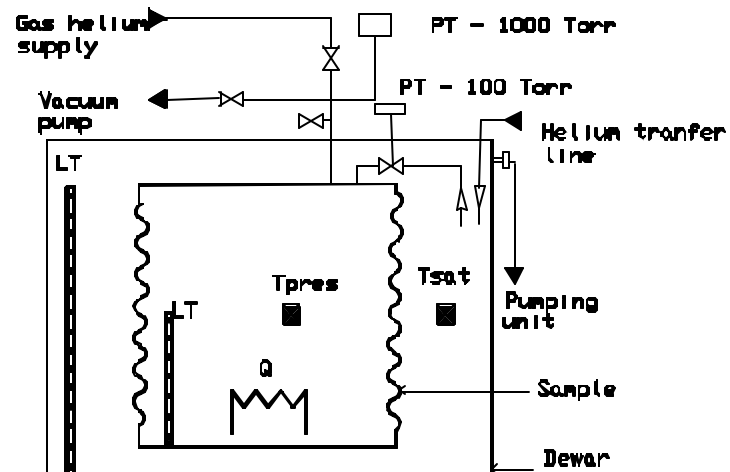 Gas helium
supply
PT - 1000 Torr
PT - 100 Torr
Vacuum
pump
Helium tranfer
line
LT
Tpres
Tsat
LT
Pumping
unit
Q
Sample
Dewar